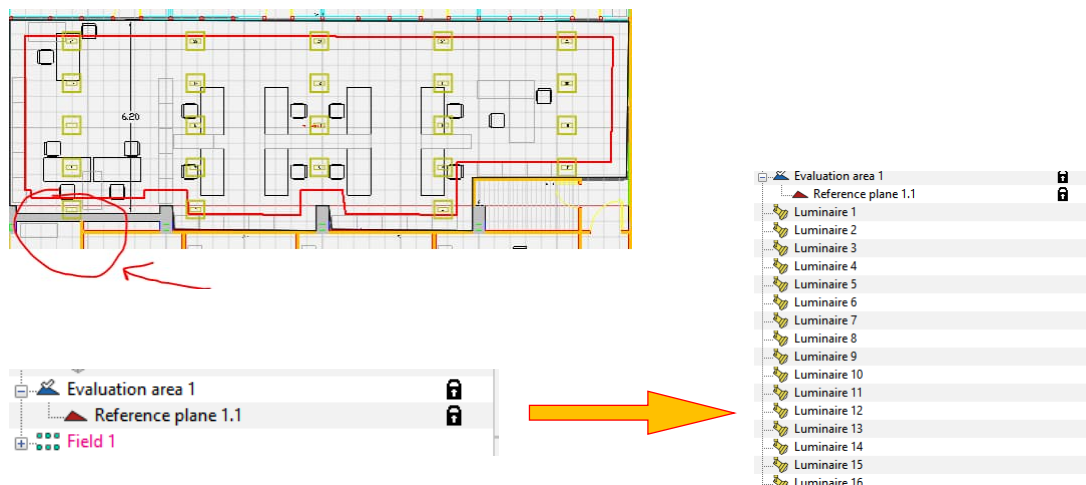 6.20
Evaluation area 1
Reference plane 1.1
Field 1
Evaluation area 1
Reference plane 1.1
Luminaire 1
Luminaire 2
Luminaire 3
Luminaire 4
Luminaire 5
Luminaire 6
Luminaire 7
Luminaire 8
Luminaire 9
Luminaire 10
Luminaire 11
Luminaire 12
Luminaire 13
Luminaire 14
Luminaire 15
Luminaire 16